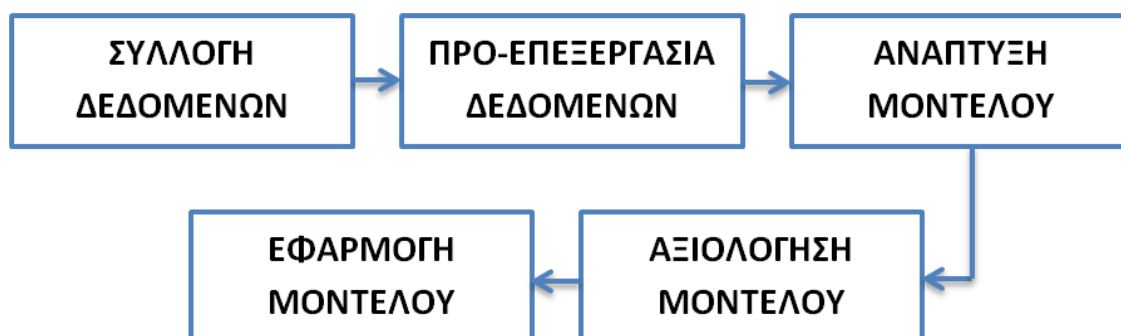 ΣΥΛΛΟΓΗ
ΔΕΔΟΜΕΝΩΝ
ΠΡΟ-ΕΠΕΞΕΡΓΑΣΙΑ
ΔΕΔΟΜΕΝΩΝ
ΑΝΑΠΤΥΞΗ
ΜΟΝΤΕΛΟΥ
ΑΞΙΟΛΟΓΗΣΗ
ΜΟΝΤΕΛΟΥ
ΕΦΑΡΜΟΓΗ
ΜΟΝΤΕΛΟΥ